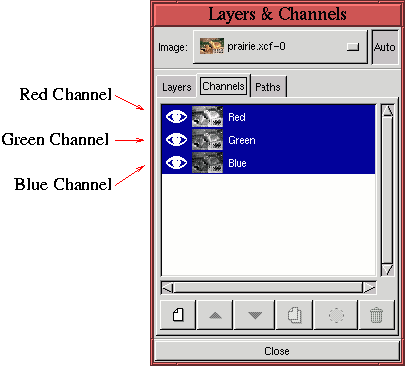 Layers & Channels
Image: prairie.xcf-0 Auto
Layers Channels Paths
Red Channel
Red
Green Channel
Green
Blue Channel
Blue
Close